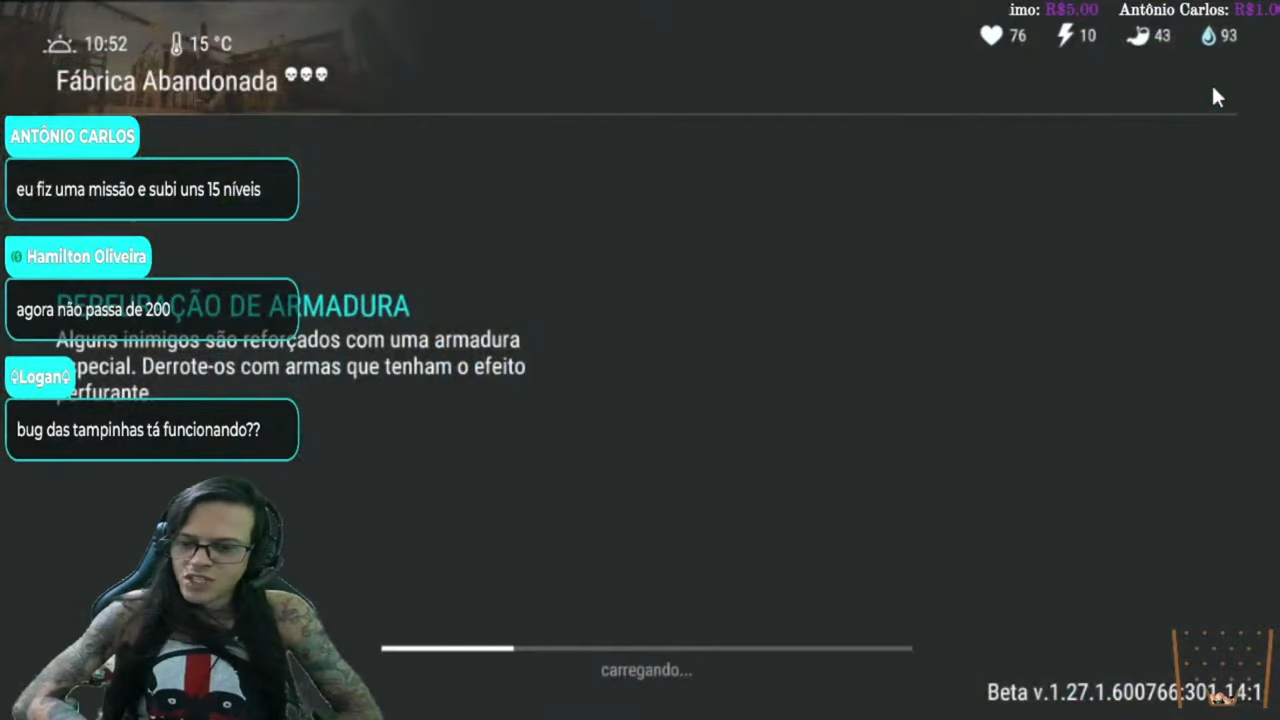 imo: R$5.00 Antônio Carlos: R$1.0
10:52 15 °C
76 10 43 93
Fábrica Abandonada
ANTÔNIO CARLOS
eu fiz uma missão e subi uns 15 níveis
Hamilton Oliveira
agora não passa de 200
PERFURAÇÃO DE ARMADURA
Alguns inimigos são reforçados com uma armadura
especial. Derrote-os com armas que tenham o efeito
perfurante.
Logan
bug das tampinhas tá funcionando??
carregando...
Beta v.1.27.1.600766:301.14:1